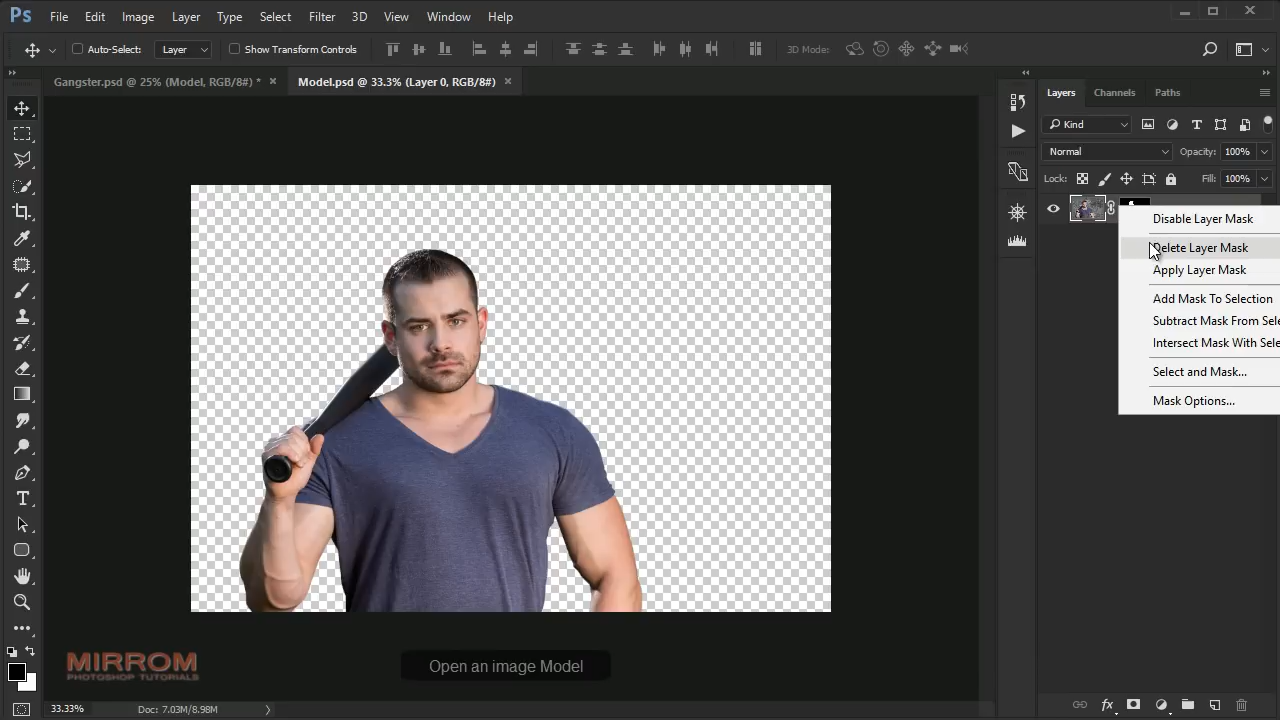 Ps File Edit Image Layer Type Select Filter 3D View Window Help
Auto-Select: Layer Show Transform Controls 3D Mode:
Gangster.psd @ 25% (Model, RGB/8#) * × Model.psd @ 33.3% (Layer 0, RGB/8#) ×
Layers Channels Paths
Kind
Normal Opacity: 100%
Lock: Fill: 100%
Disable Layer Mask
Delete Layer Mask
Apply Layer Mask
Add Mask To Selection
Subtract Mask From Sele
Intersect Mask With Sele
Select and Mask...
Mask Options...
MIRROM
PHOTOSHOP TUTORIALS
Open an image Model
33.33% Doc: 7.03M/8.98M
fx